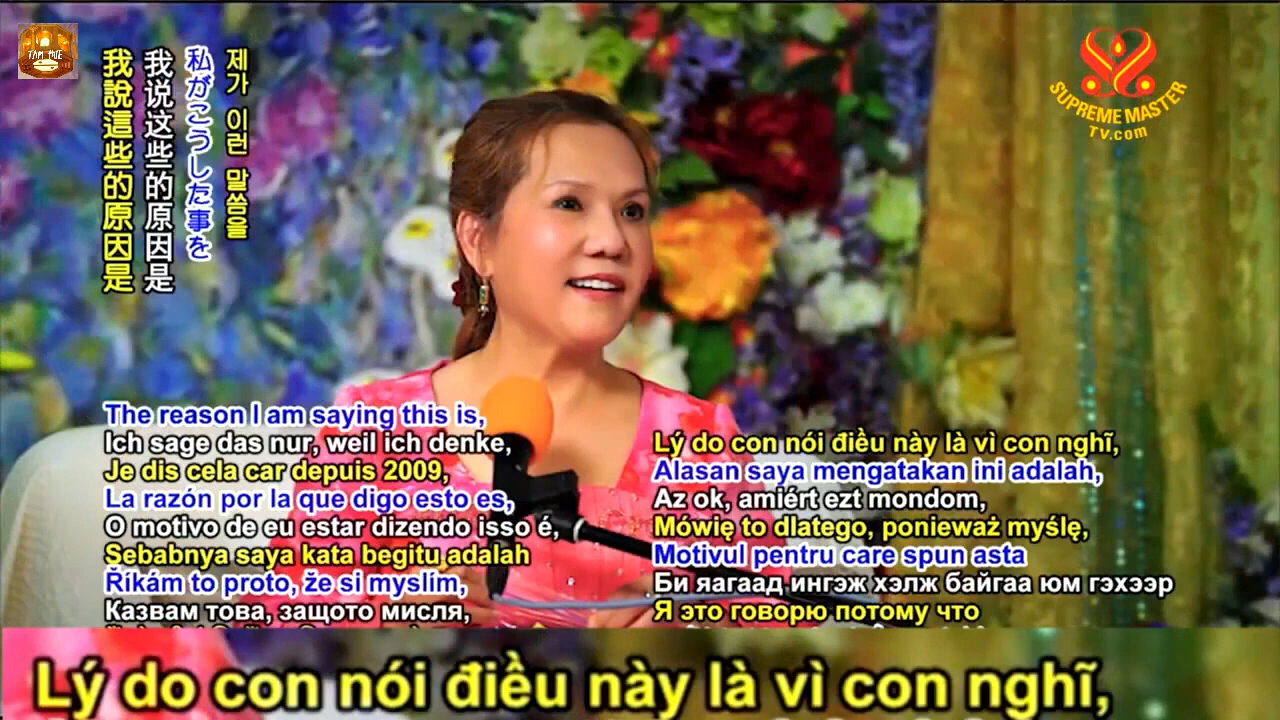 TÂM TUỆ
제가 이런 말씀을
私がこうした事を
我说这些的原因是
我說這些的原因是
SUPREME MASTER
TV.com
The reason I am saying this is,
Ich sage das nur, weil ich denke,
Je dis cela car depuis 2009,
La razón por la que digo esto es,
O motivo de eu estar dizendo isso é,
Sebabnya saya kata begitu adalah
Říkám to proto, že si myslím,
Казвам това, защото мисля,
Lý do con nói điều này là vì con nghĩ,
Alasan saya mengatakan ini adalah,
Az ok, amiért ezt mondom,
Mówię to dlatego, ponieważ myślę,
Motivul pentru care spun asta
Би яагаад ингэж хэлж байгаа юм гэхээр
Я это говорю потому что
Lý do con nói điều này là vì con nghĩ,